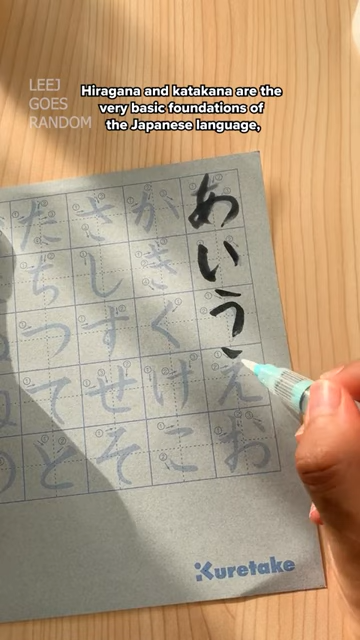 LEEJ
GOES
RANDOM
Hiragana and katakana are the
very basic foundations of
the Japanese language,
あいうえお
かきくけこ
さしすせそ
たちつてと
Kuretake